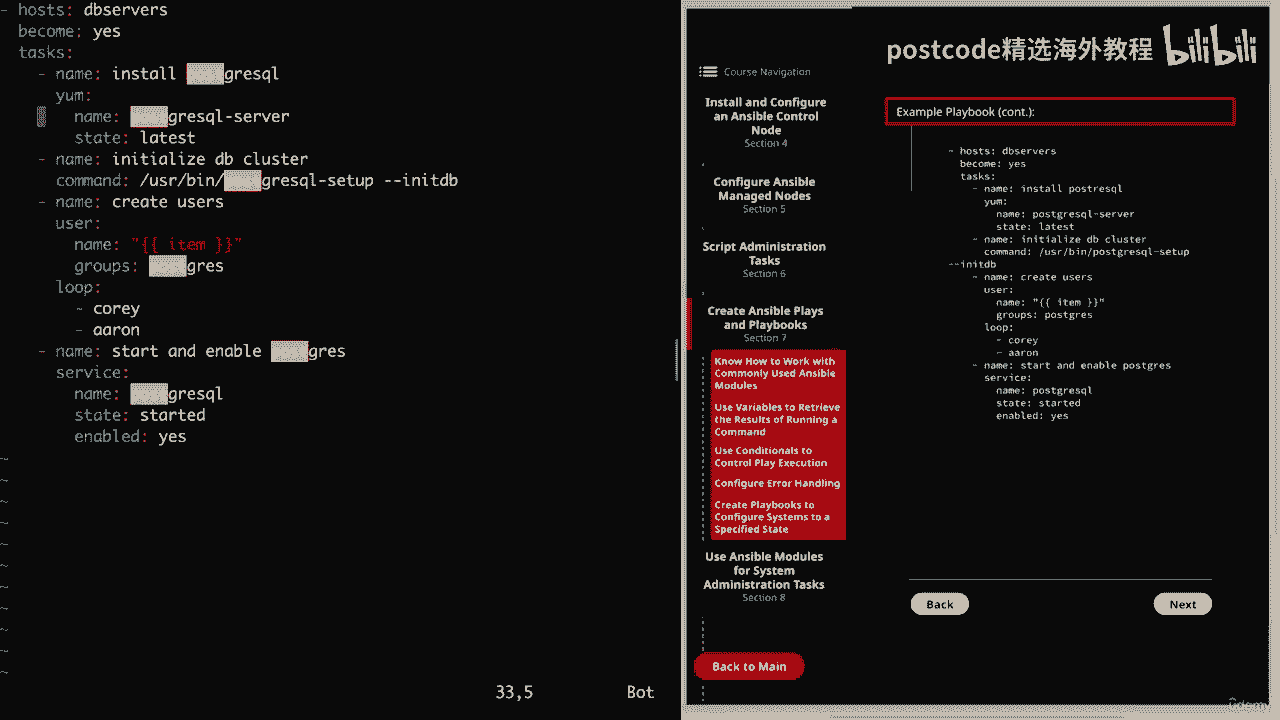 - hosts: dbservers
become: yes
tasks:
- name: install gresql
yum:
name: gresql-server
state: latest
- name: initialize db cluster
command: /usr/bin/gresql-setup --initdb
- name: create users
user:
name: "{{ item }}"
groups: gres
loop:
- corey
- aaron
- name: start and enable gres
service:
name: gresql
state: started
enabled: yes
~
~
~
~
~
~
~
~
~
~
~
33,5 Bot
postcode精选海外教程 bilibili
Course Navigation
Install and Configure
an Ansible Control
Node
Section 4
Configure Ansible
Managed Nodes
Section 5
Script Administration
Tasks
Section 6
Create Ansible Plays
and Playbooks
Section 7
Know How to Work with
Commonly Used Ansible
Modules
Use Variables to Retrieve
the Results of Running a
Command
Use Conditionals to
Control Play Execution
Configure Error Handling
Create Playbooks to
Configure Systems to a
Specified State
Use Ansible Modules
for System
Administration Tasks
Section 8
Back to Main
Example Playbook (cont.):
- hosts: dbservers
become: yes
tasks:
- name: install postresql
yum:
name: postgresql-server
state: latest
- name: initialize db cluster
command: /usr/bin/postgresql-setup
--initdb
- name: create users
user:
name: "{{ item }}"
groups: postgres
loop:
- corey
- aaron
- name: start and enable postgres
service:
name: postgresql
state: started
enabled: yes
Back
Next
ûdemy